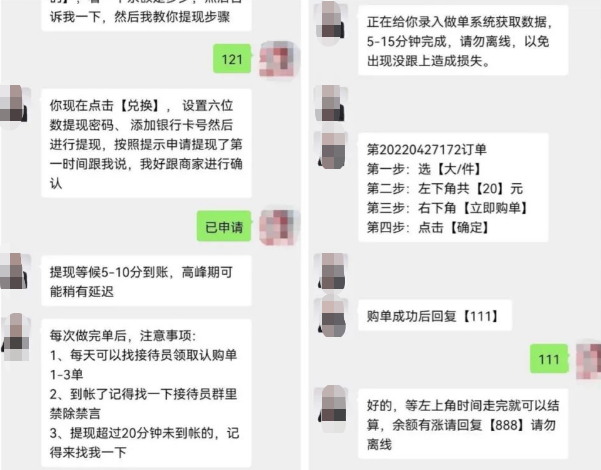 诉我一下，然后我教你提现步骤
121
你现在点击【兑换】，设置六位
数提现密码、添加银行卡号然后
进行提现，按照提示申请提现了第
一时间跟我说，我好跟商家进行确
认
已申请
提现等候5-10分到账，高峰期可
能稍有延迟
每次做完单后，注意事项：
1、每天可以找接待员领取认购单
1-3单
2、到帐了记得找一下接待员群里
禁除禁言
3、提现超过20分钟未到帐的，记
得来找我一下
正在给你录入做单系统获取数据，
5-15分钟完成，请勿离线，以免
出现没跟上造成损失。
第20220427172订单
第一步：选【大/件】
第二步：左下角共【20】元
第三步：右下角【立即购单】
第四步：点击【确定】
购单成功后回复【111】
111
好的，等左上角时间走完就可以结
算，余额有涨请回复【888】请勿
离线